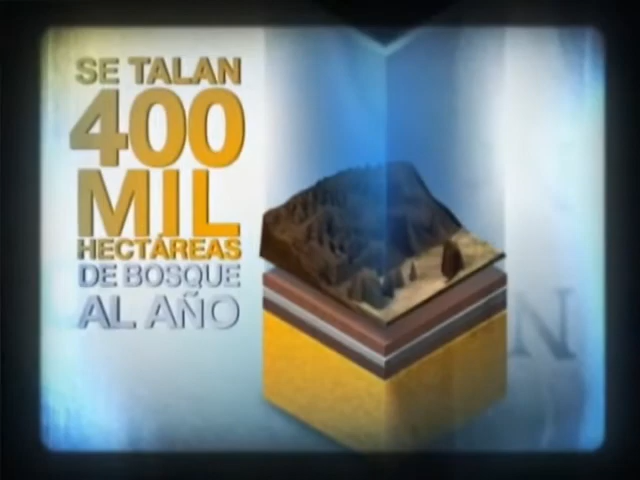 SE TALAN
400
MIL
HECTÁREAS
DE BOSQUE
AL AÑO
N